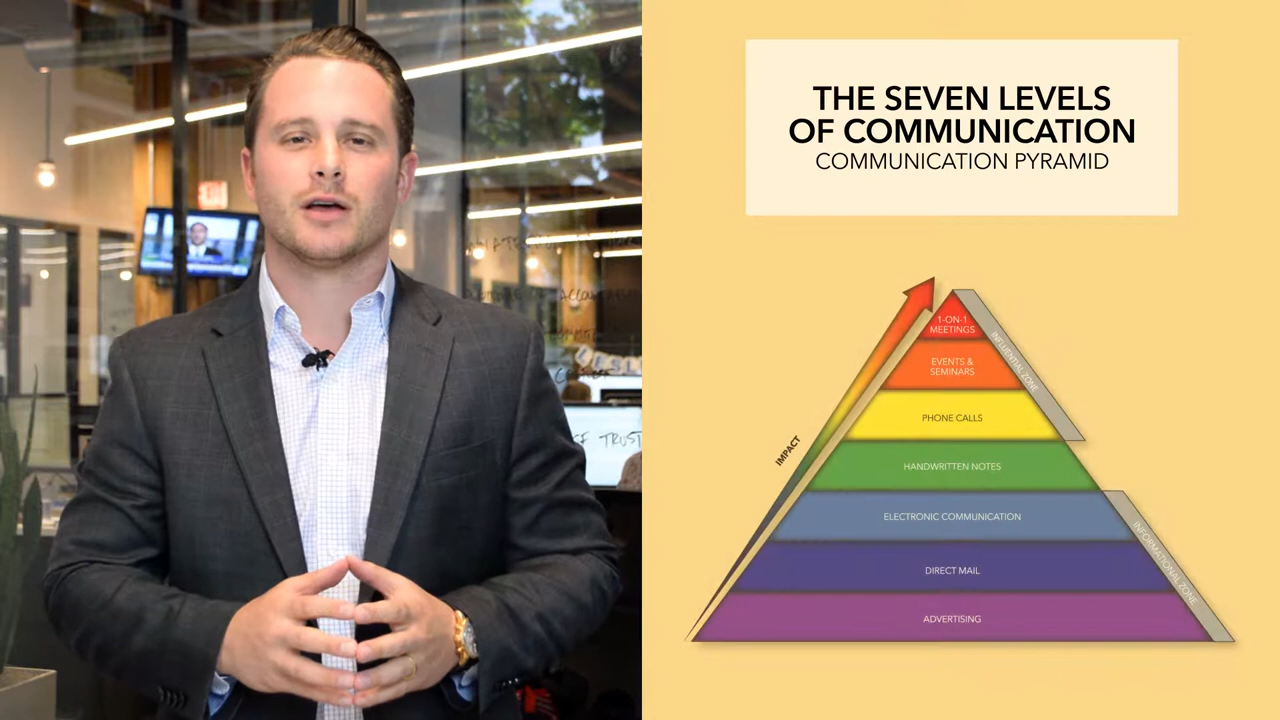 TRUST
THE SEVEN LEVELS
OF COMMUNICATION
COMMUNICATION PYRAMID
1-ON-1
MEETINGS
EVENTS &
SEMINARS
PHONE CALLS
HANDWRITTEN NOTES
ELECTRONIC COMMUNICATION
DIRECT MAIL
ADVERTISING
IMPACT
INFLUENTIAL ZONE
INFORMATIONAL ZONE